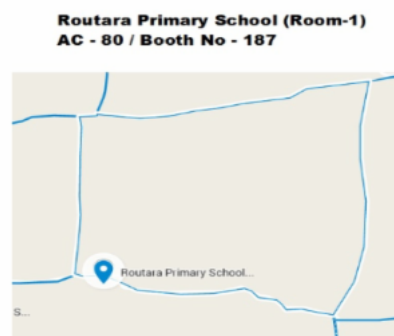 Routara Primary School (Room-1)
AC - 80 / Booth No - 187
Routara Primary School...
S...